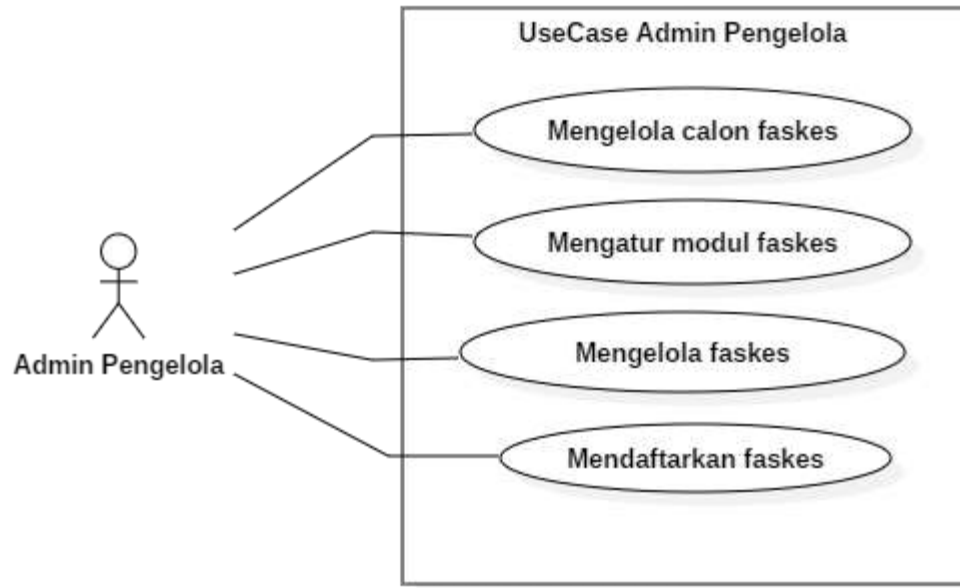 UseCase Admin Pengelola
Mengelola calon faskes
Mengatur modul faskes
Mengelola faskes
Admin Pengelola
Mendaftarkan faskes